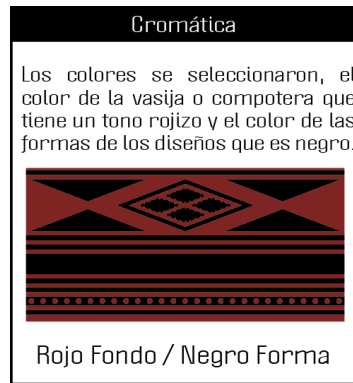 Cromática
Los colores se seleccionaron, el
color de la vasija o compotera que
tiene un tono rojizo y el color de las
formas de los diseños que es negro.
Rojo Fondo / Negro Forma